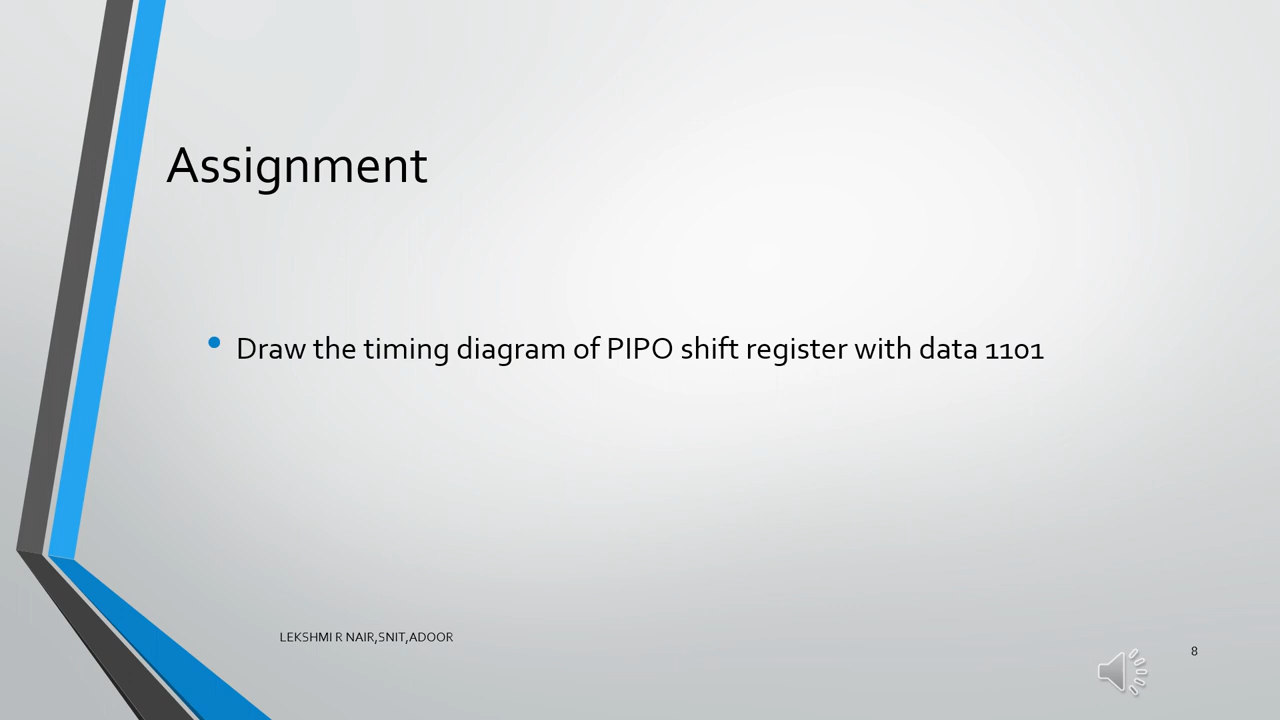 Assignment
• Draw the timing diagram of PIPO shift register with data 1101
LEKSHMI R NAIR,SNIT,ADOOR
8